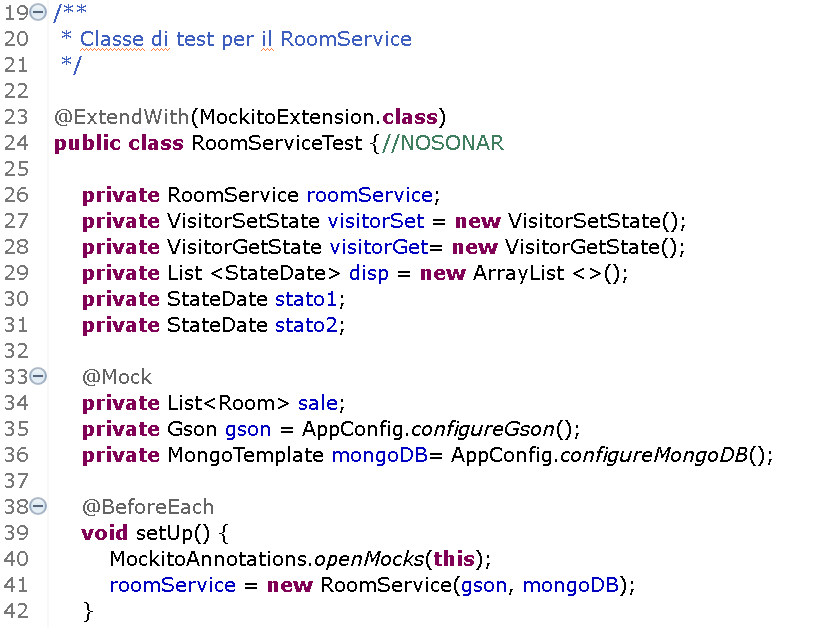 19 /**
20  * Classe di test per il RoomService
21  */
22
23 @ExtendWith(MockitoExtension.class)
24 public class RoomServiceTest {//NOSONAR
25
26     private RoomService roomService;
27     private VisitorSetState visitorSet = new VisitorSetState();
28     private VisitorGetState visitorGet= new VisitorGetState();
29     private List <StateDate> disp = new ArrayList <>();
30     private StateDate stato1;
31     private StateDate stato2;
32
33     @Mock
34     private List<Room> sale;
35     private Gson gson = AppConfig.configureGson();
36     private MongoTemplate mongoDB= AppConfig.configureMongoDB();
37
38     @BeforeEach
39     void setUp() {
40         MockitoAnnotations.openMocks(this);
41         roomService = new RoomService(gson, mongoDB);
42     }